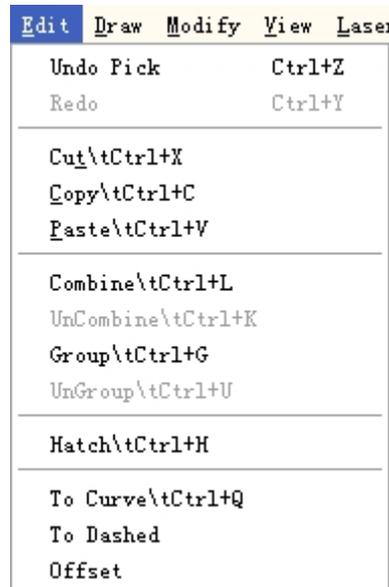 Edit Draw Modify View Laser
Undo Pick Ctrl+Z
Redo Ctrl+Y
Cut\tCtrl+X
Copy\tCtrl+C
Paste\tCtrl+V
Combine\tCtrl+L
UnCombine\tCtrl+K
Group\tCtrl+G
UnGroup\tCtrl+U
Hatch\tCtrl+H
To Curve\tCtrl+Q
To Dashed
Offset